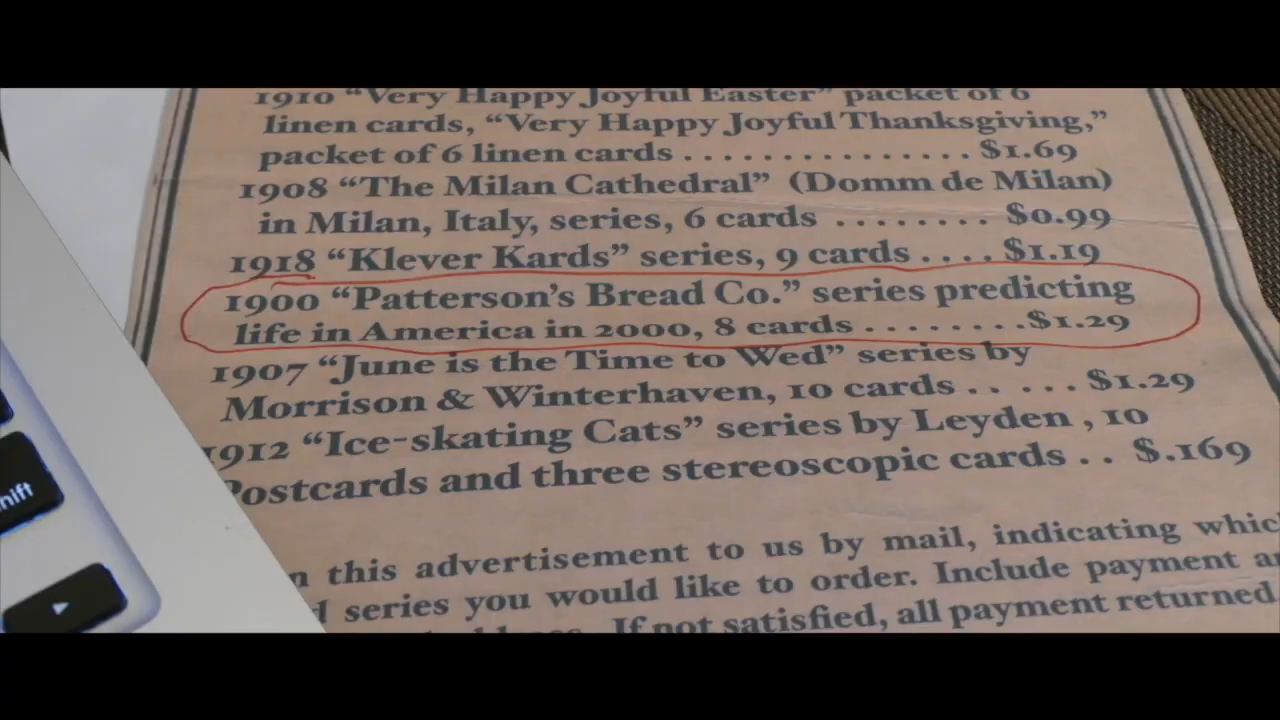 1910 “Very Happy Joyful Easter” packet of 6
linen cards, “Very Happy Joyful Thanksgiving,”
packet of 6 linen cards . . . . . . . . . . . . . . . $1.69
1908 “The Milan Cathedral” (Domm de Milan)
in Milan, Italy, series, 6 cards . . . . . . . . $0.99
1918 “Klever Kards” series, 9 cards . . . . $1.19
1900 “Patterson’s Bread Co.” series predicting
life in America in 2000, 8 cards . . . . . . . . $1.29
1907 “June is the Time to Wed” series by
Morrison & Winterhaven, 10 cards . . . . . $1.29
1912 “Ice-skating Cats” series by Leyden , 10
Postcards and three stereoscopic cards . . $.169
this advertisement to us by mail, indicating
series you would like to order. Include payment
If not satisfied, all payment returned
shift